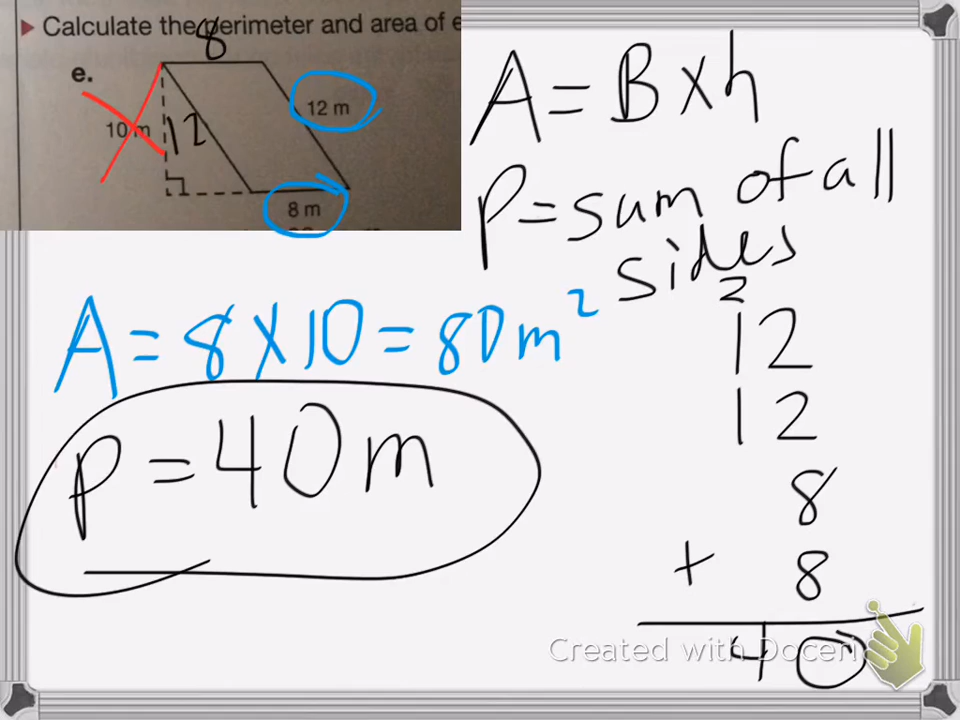 Calculate the perimeter and area of e
8
e.
12 m
10 m
12
8 m
A = B x h
P = sum of all
sides
A = 8 x 10 = 80 m²
P = 40 m
2
12
12
8
+ 8
40
Created with Doceri